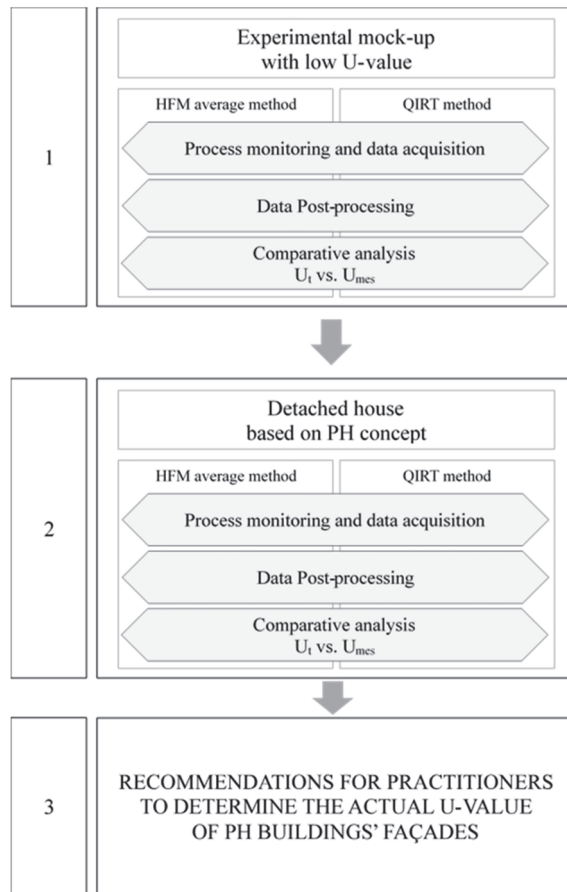 1
Experimental mock-up
with low U-value
HFM average method
QIRT method
Process monitoring and data acquisition
Data Post-processing
Comparative analysis
Ut vs. Umes
2
Detached house
based on PH concept
HFM average method
QIRT method
Process monitoring and data acquisition
Data Post-processing
Comparative analysis
Ut vs. Umes
3
RECOMMENDATIONS FOR PRACTITIONERS
TO DETERMINE THE ACTUAL U-VALUE
OF PH BUILDINGS’ FAÇADES